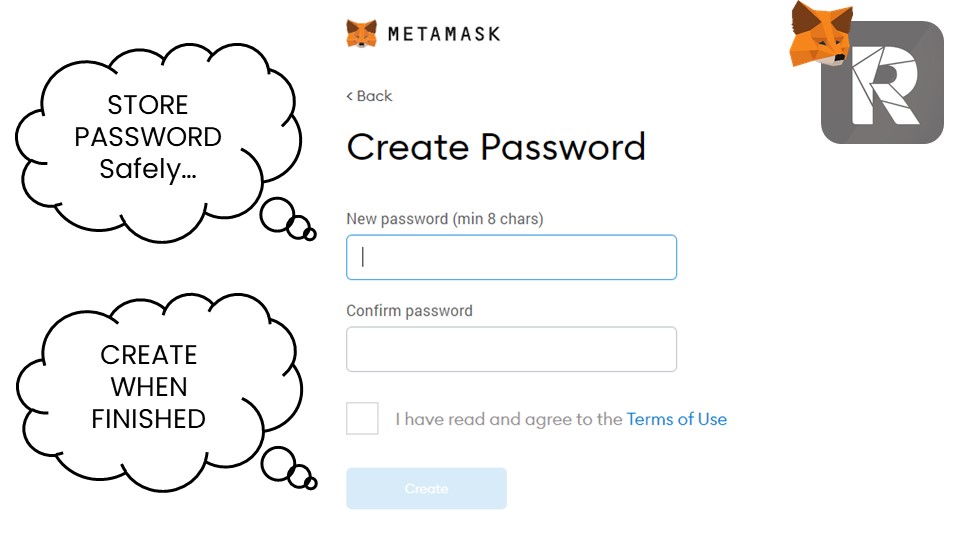 STORE
PASSWORD
Safely...
CREATE
WHEN
FINISHED
METAMASK
< Back
Create Password
New password (min 8 chars)
Confirm password
I have read and agree to the Terms of Use
Create
R